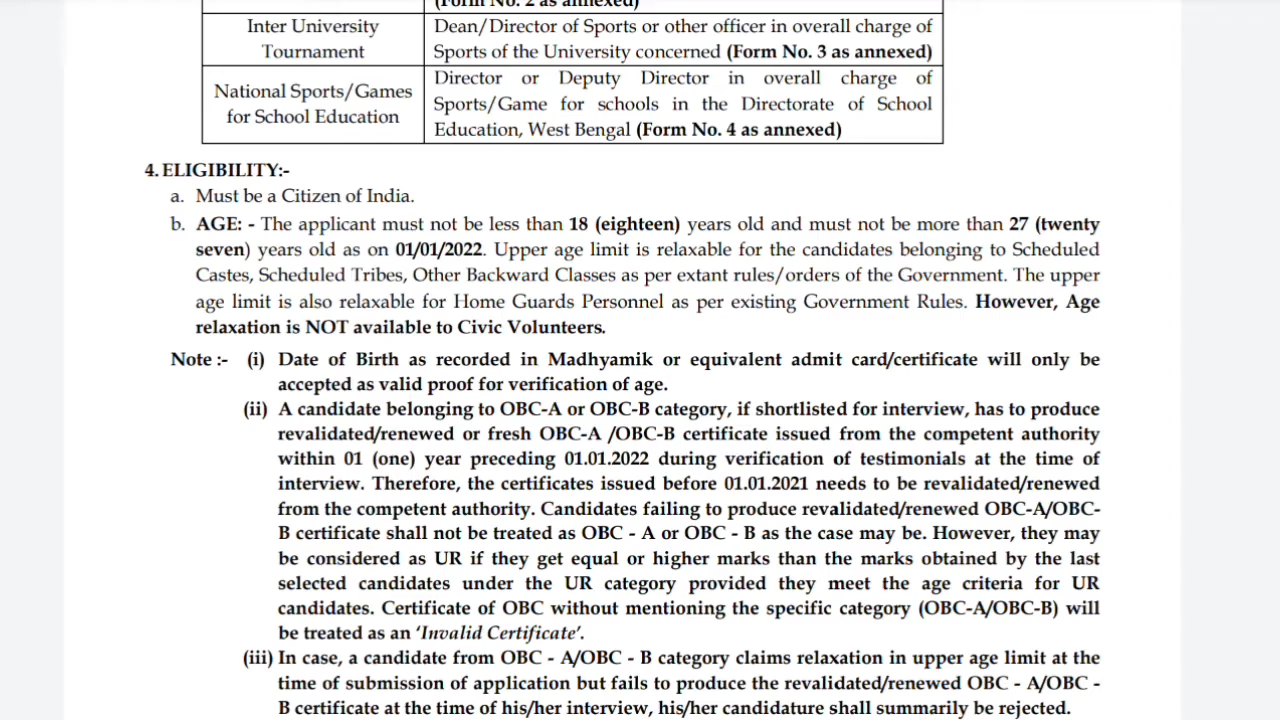 (Form No. 2 as annexed)
Inter University
Tournament
Dean/Director of Sports or other officer in overall charge of
Sports of the University concerned (Form No. 3 as annexed)
National Sports/Games
for School Education
Director or Deputy Director in overall charge of
Sports/Game for schools in the Directorate of School
Education, West Bengal (Form No. 4 as annexed)
4. ELIGIBILITY:-
a. Must be a Citizen of India.
b. AGE: - The applicant must not be less than 18 (eighteen) years old and must not be more than 27 (twenty
seven) years old as on 01/01/2022. Upper age limit is relaxable for the candidates belonging to Scheduled
Castes, Scheduled Tribes, Other Backward Classes as per extant rules/orders of the Government. The upper
age limit is also relaxable for Home Guards Personnel as per existing Government Rules. However, Age
relaxation is NOT available to Civic Volunteers.
Note :- (i) Date of Birth as recorded in Madhyamik or equivalent admit card/certificate will only be
accepted as valid proof for verification of age.
(ii) A candidate belonging to OBC-A or OBC-B category, if shortlisted for interview, has to produce
revalidated/renewed or fresh OBC-A /OBC-B certificate issued from the competent authority
within 01 (one) year preceding 01.01.2022 during verification of testimonials at the time of
interview. Therefore, the certificates issued before 01.01.2021 needs to be revalidated/renewed
from the competent authority. Candidates failing to produce revalidated/renewed OBC-A/OBC-
B certificate shall not be treated as OBC - A or OBC - B as the case may be. However, they may
be considered as UR if they get equal or higher marks than the marks obtained by the last
selected candidates under the UR category provided they meet the age criteria for UR
candidates. Certificate of OBC without mentioning the specific category (OBC-A/OBC-B) will
be treated as an ‘Invalid Certificate’.
(iii) In case, a candidate from OBC - A/OBC - B category claims relaxation in upper age limit at the
time of submission of application but fails to produce the revalidated/renewed OBC - A/OBC -
B certificate at the time of his/her interview, his/her candidature shall summarily be rejected.